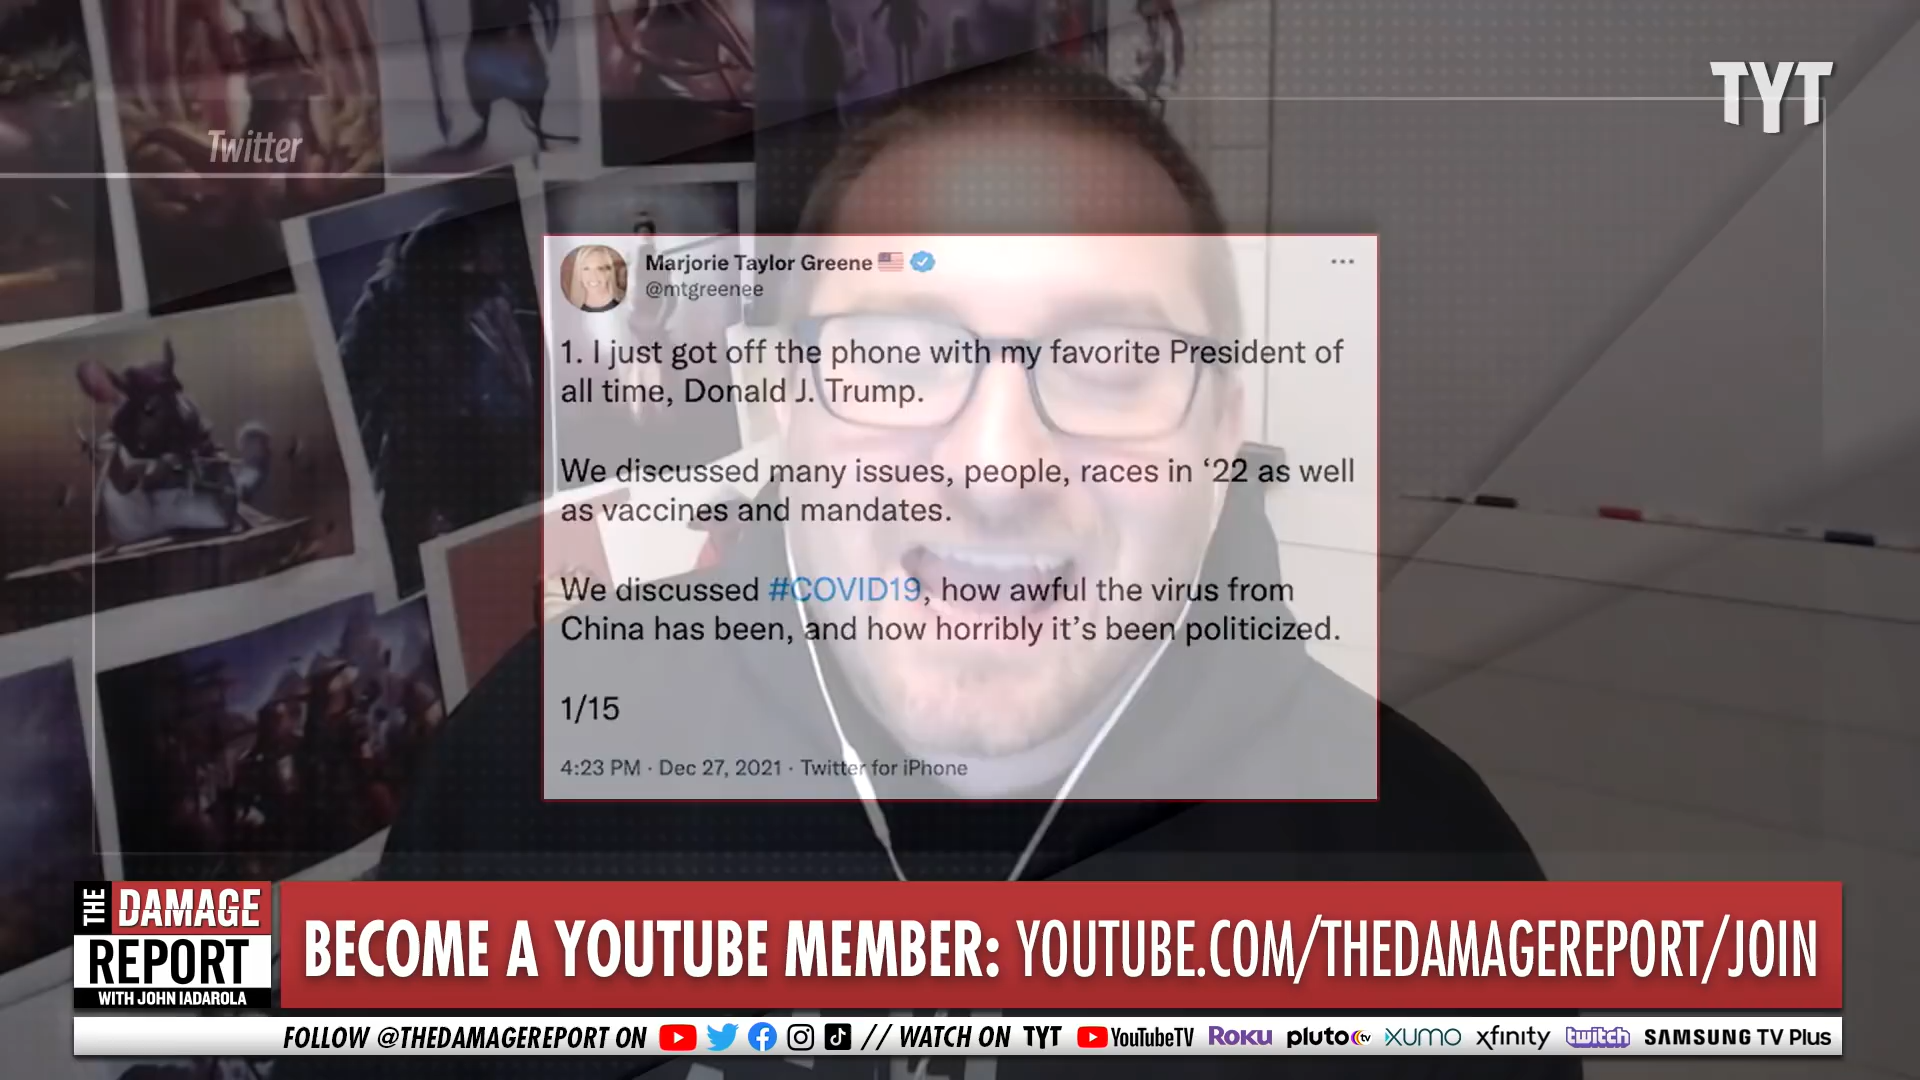 TYT
Twitter
Marjorie Taylor Greene
@mtgreenee
1. I just got off the phone with my favorite President of
all time, Donald J. Trump.
We discussed many issues, people, races in ‘22 as well
as vaccines and mandates.
We discussed #COVID19, how awful the virus from
China has been, and how horribly it’s been politicized.
1/15
4:23 PM · Dec 27, 2021 · Twitter for iPhone
THE DAMAGE
REPORT
WITH JOHN IADAROLA
BECOME A YOUTUBE MEMBER: YOUTUBE.COM/THEDAMAGEREPORT/JOIN
FOLLOW @THEDAMAGEREPORT ON // WATCH ON TYT YouTubeTV ROKU pluto tv XUMO xfinity twitch SAMSUNG TV Plus